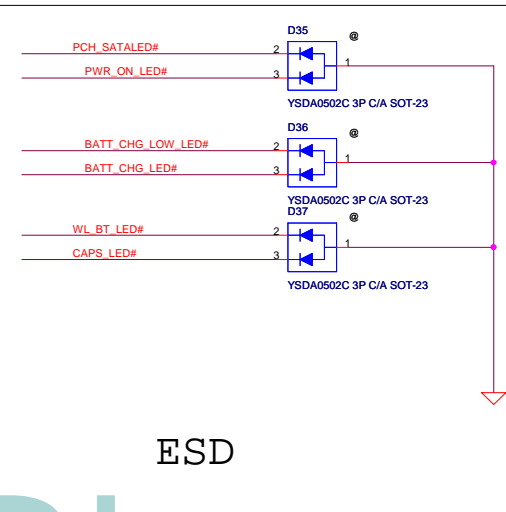 D35
@
PCH_SATALED#
2
1
PWR_ON_LED#
3
YSDA0502C 3P C/A SOT-23
D36
@
BATT_CHG_LOW_LED#
2
1
BATT_CHG_LED#
3
YSDA0502C 3P C/A SOT-23
D37
@
WL_BT_LED#
2
1
CAPS_LED#
3
YSDA0502C 3P C/A SOT-23
ESD